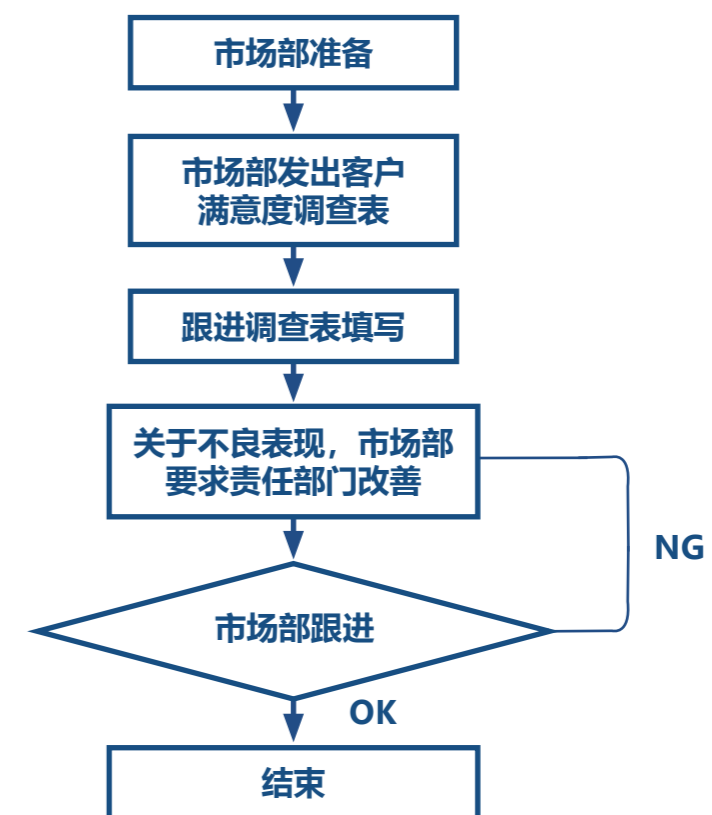 市场部准备
市场部发出客户
满意度调查表
跟进调查表填写
关于不良表现，市场部
要求责任部门改善
NG
市场部跟进
OK
结束